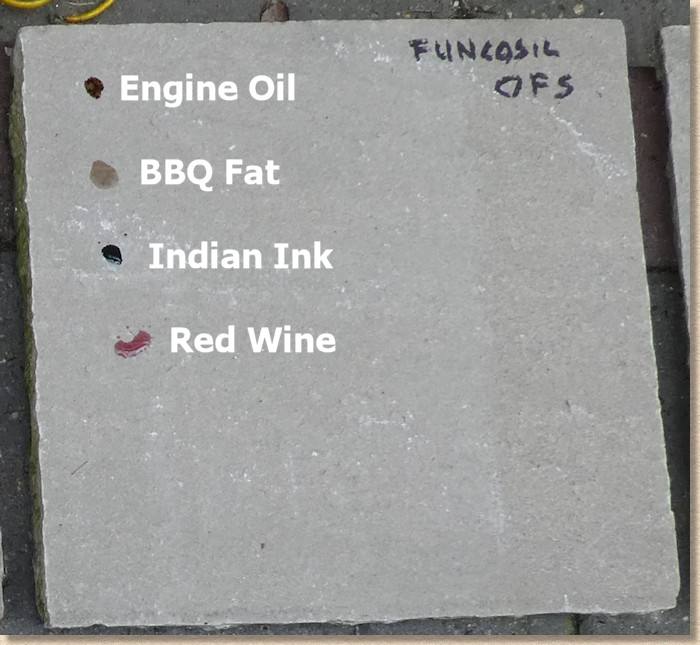 FUNCOSIL
OFS
Engine Oil
BBQ Fat
Indian Ink
Red Wine